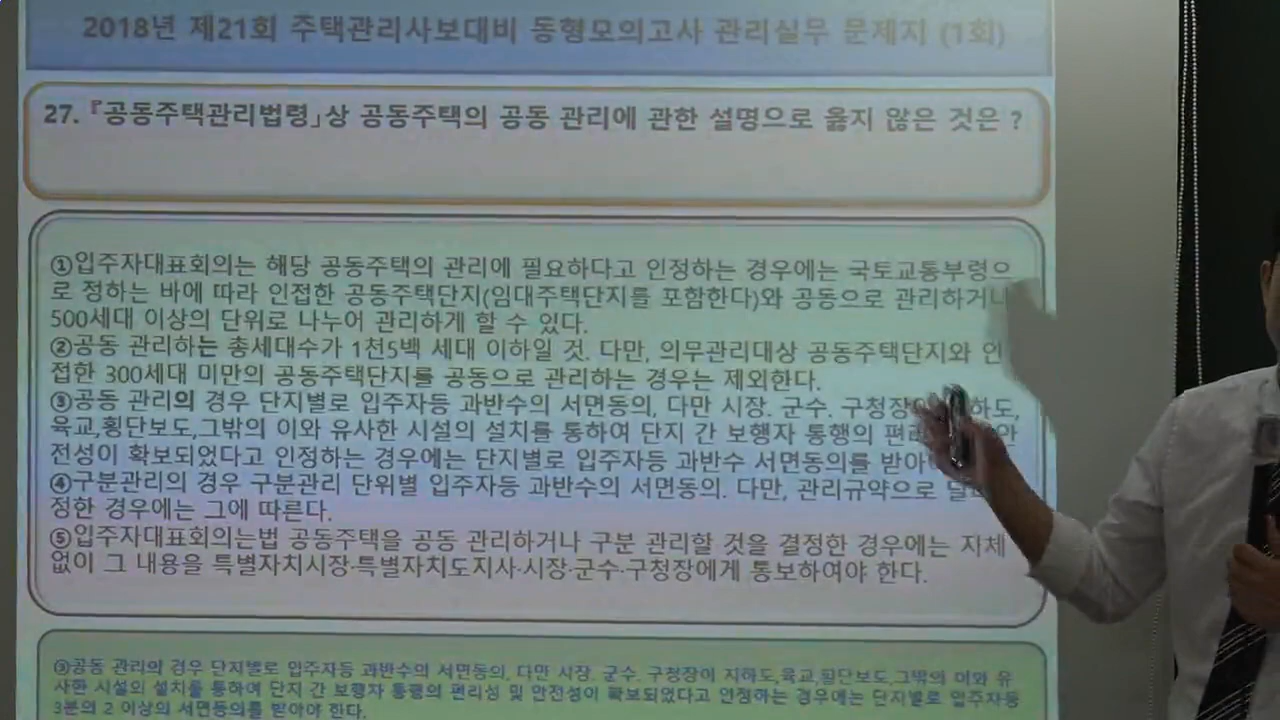 2018년 제21회 주택관리사보대비 동형모의고사 관리실무 문제지 (1회)
27. 『공동주택관리법령」상 공동주택의 공동 관리에 관한 설명으로 옳지 않은 것은 ?
①입주자대표회의는 해당 공동주택의 관리에 필요하다고 인정하는 경우에는 국토교통부령으
로 정하는 바에 따라 인접한 공동주택단지(임대주택단지를 포함한다)와 공동으로 관리하거나
500세대 이상의 단위로 나누어 관리하게 할 수 있다.
②공동 관리하는 총세대수가 1천5백 세대 이하일 것. 다만, 의무관리대상 공동주택단지와 인
접한 300세대 미만의 공동주택단지를 공동으로 관리하는 경우는 제외한다.
③공동 관리의 경우 단지별로 입주자등 과반수의 서면동의, 다만 시장. 군수. 구청장이 하도,
육교,횡단보도,그밖의 이와 유사한 시설의 설치를 통하여 단지 간 보행자 통행의 편리 안
전성이 확보되었다고 인정하는 경우에는 단지별로 입주자등 과반수 서면동의를 받아
④구분관리의 경우 구분관리 단위별 입주자등 과반수의 서면동의. 다만, 관리규약으로
정한 경우에는 그에 따른다.
⑤입주자대표회의는법 공동주택을 공동 관리하거나 구분 관리할 것을 결정한 경우에는 지체
없이 그 내용을 특별자치시장·특별자치도지사·시장·군수·구청장에게 통보하여야 한다.
③공동 관리의 경우 단지별로 입주자등 과반수의 서면동의, 다만 시장. 군수. 구청장이 지하도,육교,횡단보도,그밖의 이와 유
사한 시설의 설치를 통하여 단지 간 보행자 통행의 편리성 및 안전성이 확보되었다고 인정하는 경우에는 단지별로 입주자등
3분의 2 이상의 서면동의를 받아야 한다.